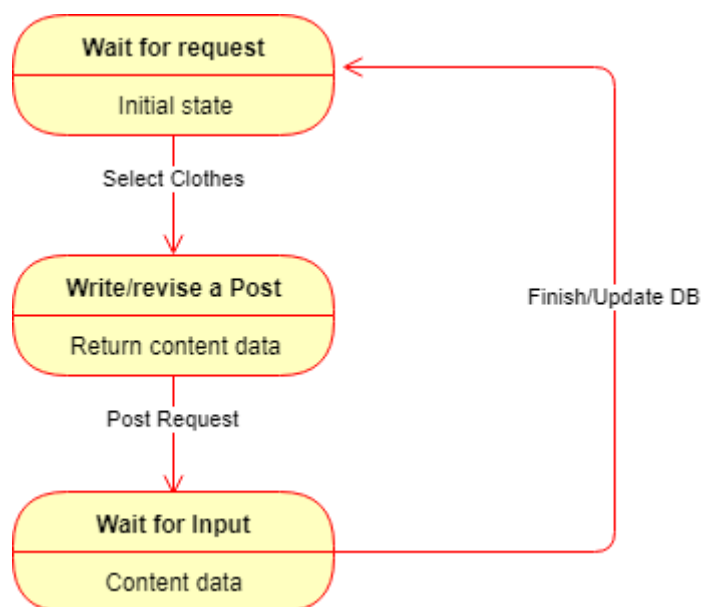 Wait for request
Initial state
Select Clothes
Write/revise a Post
Return content data
Finish/Update DB
Post Request
Wait for Input
Content data